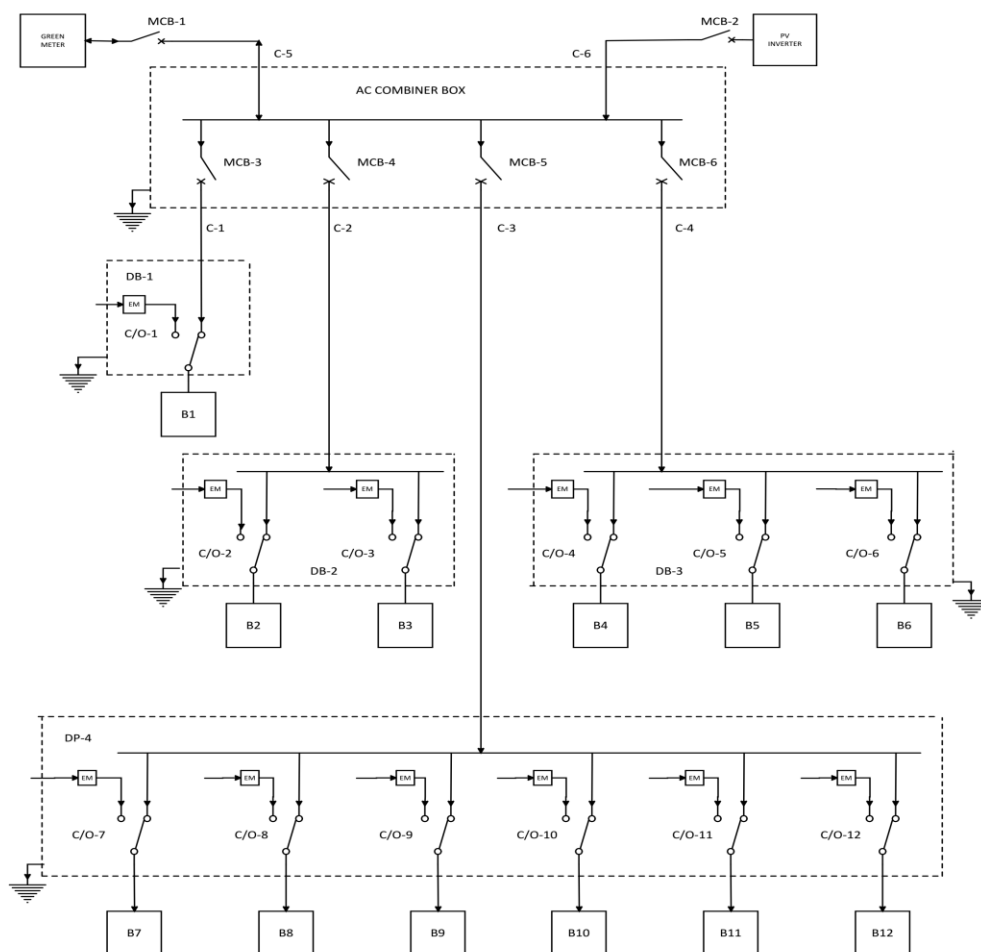 GREEN
METER
MCB-1
MCB-2
PV
INVERTER
C-5
C-6
AC COMBINER BOX
MCB-3
MCB-4
MCB-5
MCB-6
C-1
C-2
C-3
C-4
DB-1
EM
C/O-1
B1
EM
EM
EM
EM
EM
C/O-2
C/O-3
C/O-4
C/O-5
C/O-6
DB-2
DB-3
B2
B3
B4
B5
B6
DP-4
EM
EM
EM
EM
EM
EM
C/O-7
C/O-8
C/O-9
C/O-10
C/O-11
C/O-12
B7
B8
B9
B10
B11
B12